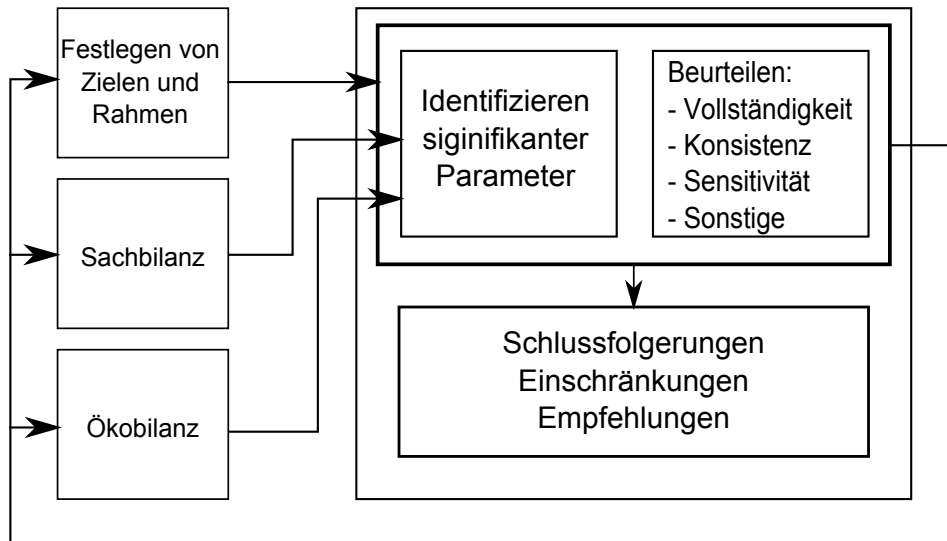 Festlegen von
Zielen und
Rahmen
Sachbilanz
Ökobilanz
Identifizieren
siginifikanter
Parameter
Beurteilen:
- Vollständigkeit
- Konsistenz
- Sensitivität
- Sonstige
Schlussfolgerungen
Einschränkungen
Empfehlungen